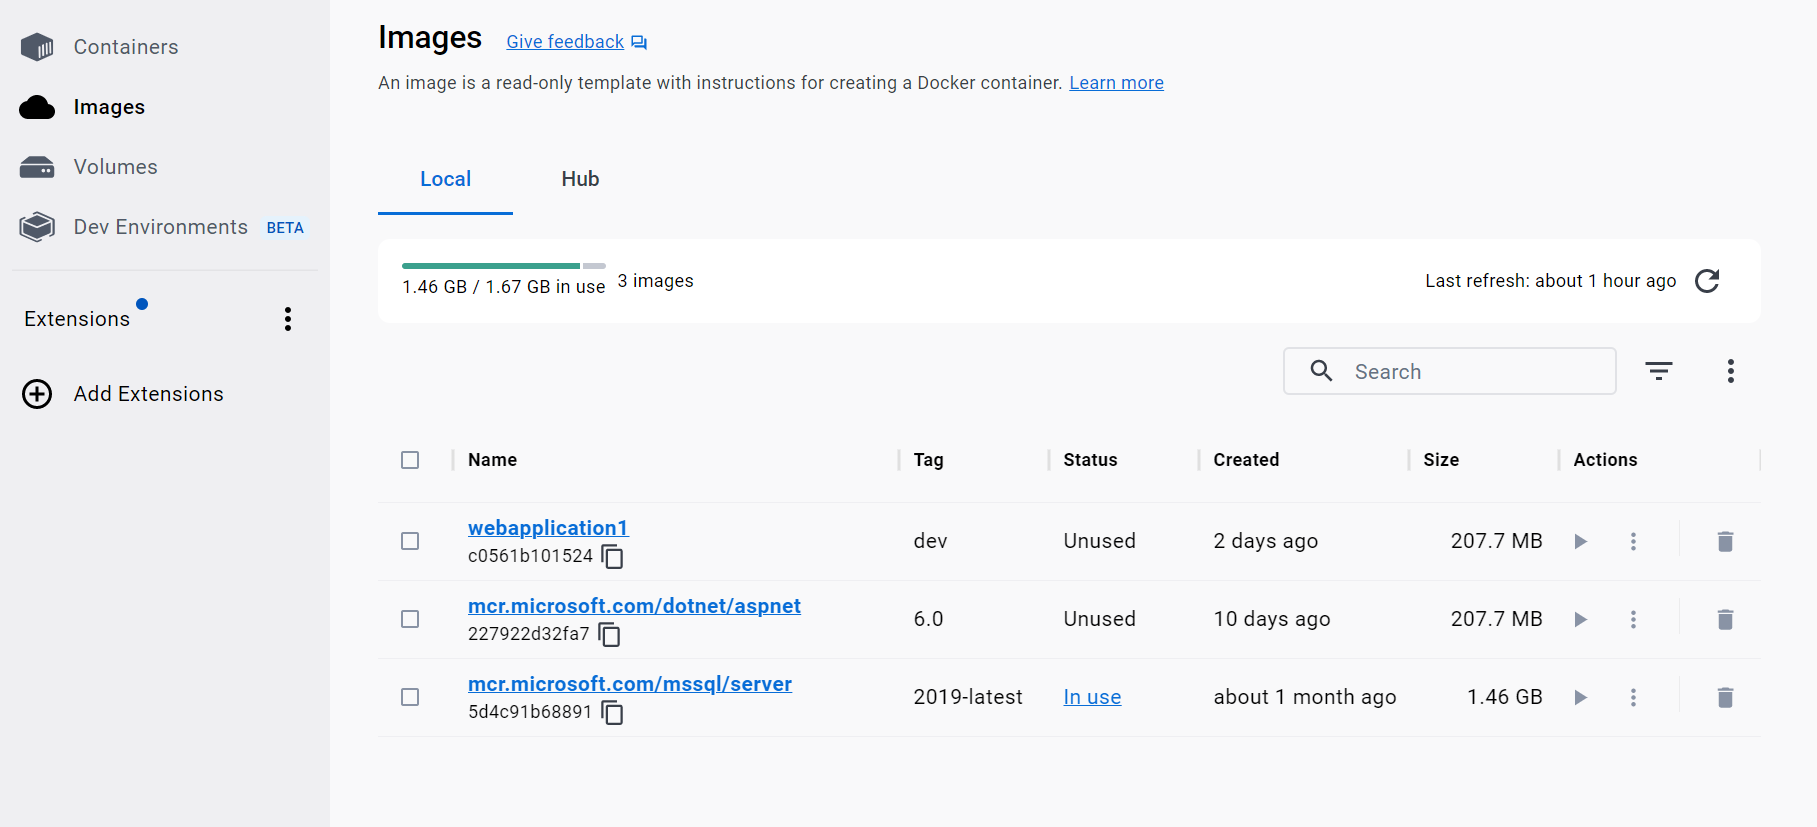 Containers
Images
Volumes
Dev Environments BETA
Extensions
Add Extensions
Images Give feedback
An image is a read-only template with instructions for creating a Docker container. Learn more
Local Hub
1.46 GB / 1.67 GB in use 3 images Last refresh: about 1 hour ago
Search
Name Tag Status Created Size Actions
webapplication1
c0561b101524
dev Unused 2 days ago 207.7 MB
mcr.microsoft.com/dotnet/aspnet
227922d32fa7
6.0 Unused 10 days ago 207.7 MB
mcr.microsoft.com/mssql/server
5d4c91b68891
2019-latest In use about 1 month ago 1.46 GB